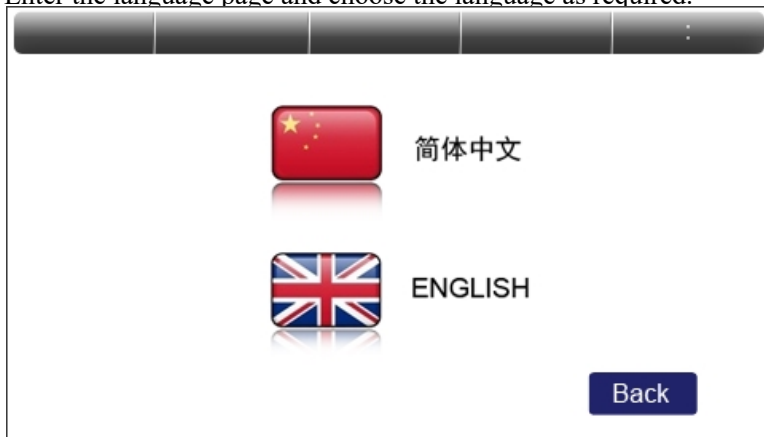 Enter the language page and choose the language as required.
:
简体中文
ENGLISH
Back